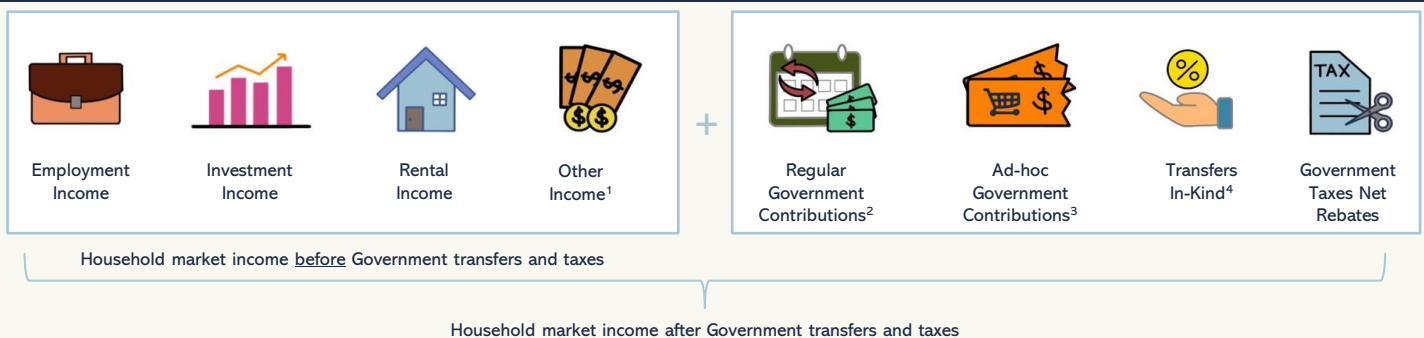 Employment
Income
Investment
Income
Rental
Income
Other
Income¹
+
Regular
Government
Contributions²
Ad-hoc
Government
Contributions³
Transfers
In-Kind⁴
TAX
Government
Taxes Net
Rebates
Household market income before Government transfers and taxes
Household market income after Government transfers and taxes